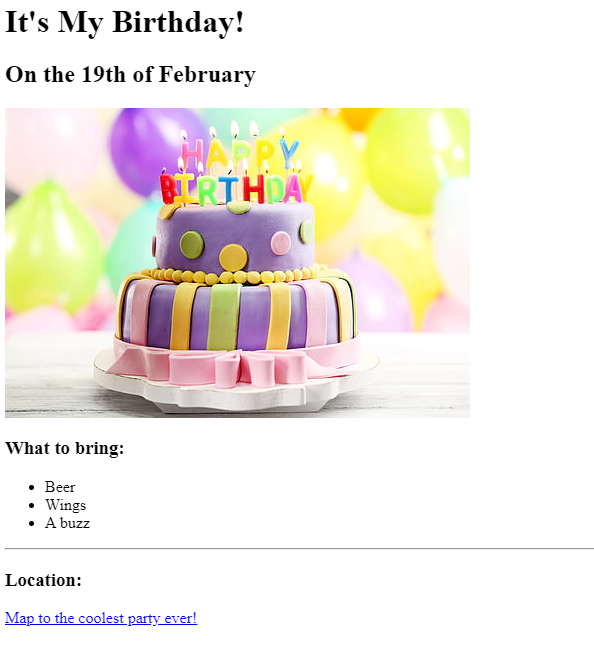 It's My Birthday!
On the 19th of February
HAPPY
BIRTHDAY
What to bring:
Beer
Wings
A buzz
Location:
Map to the coolest party ever!